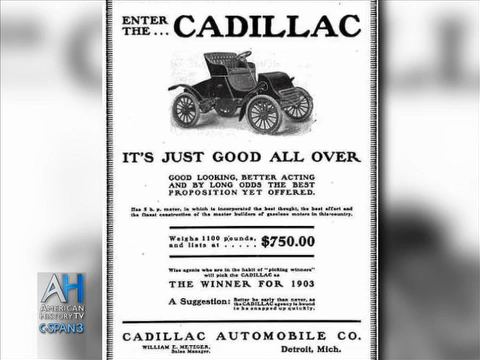 ENTER
THE... CADILLAC
IT'S JUST GOOD ALL OVER
GOOD LOOKING, BETTER ACTING
AND BY LONG ODDS THE BEST
PROPOSITION YET OFFERED.
Has 5 h. p. motor, in which is incorporated the best thought, the best effort and
the finest construction of the master builders of gasolene motors in this country.
Weighs 1100 pounds,
and lists at ..... $750.00
Wise agents who are in the habit of "picking winners"
will pick the CADILLAC as
THE WINNER FOR 1903
A Suggestion: Better be early than never, as
the CADILLAC agency is bound
to be snapped up quickly.
CADILLAC AUTOMOBILE CO.
WILLIAM E. METZGER,
Sales Manager.
Detroit, Mich.
AH
AMERICAN
HISTORY TV
C-SPAN3